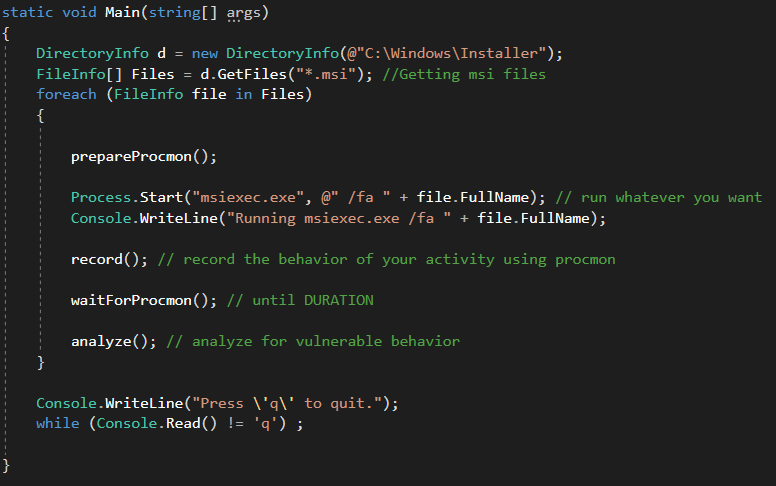 static void Main(string[] args)
{
DirectoryInfo d = new DirectoryInfo(@"C:\Windows\Installer");
FileInfo[] Files = d.GetFiles("*.msi"); //Getting msi files
foreach (FileInfo file in Files)
{
prepareProcmon();
Process.Start("msiexec.exe", @" /fa " + file.FullName); // run whatever you want
Console.WriteLine("Running msiexec.exe /fa " + file.FullName);
record(); // record the behavior of your activity using procmon
waitForProcmon(); // until DURATION
analyze(); // analyze for vulnerable behavior
}
Console.WriteLine("Press \'q\' to quit.");
while (Console.Read() != 'q') ;
}